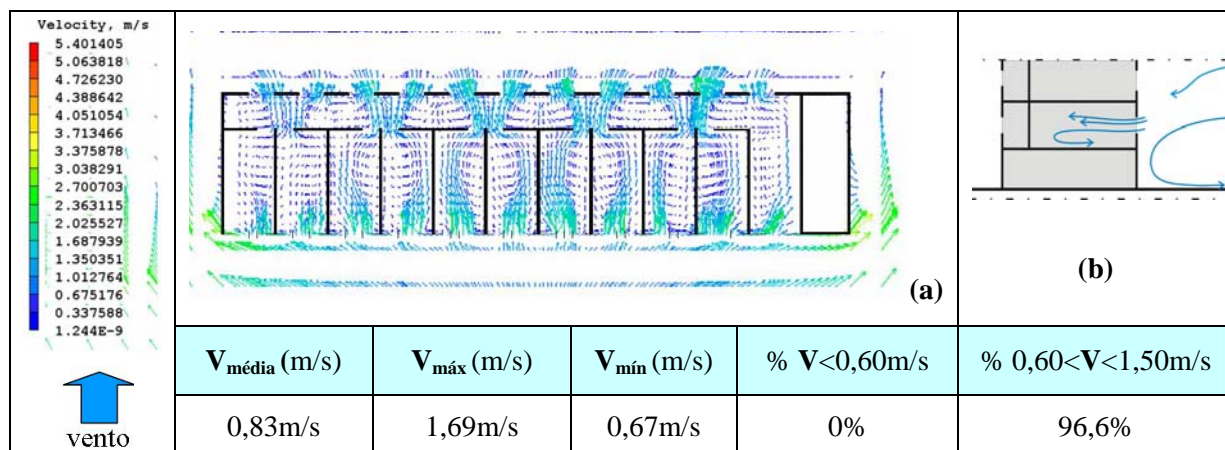 Velocity, m/s
5.401405
5.063818
4.726230
4.388642
4.051054
3.713466
3.375878
3.038291
2.700703
2.363115
2.025527
1.687939
1.350351
1.012764
0.675176
0.337588
1.244E-9
vento
(a)
(b)
Vmédia (m/s) Vmáx (m/s) Vmín (m/s) % V<0,60m/s % 0,60<V<1,50m/s
0,83m/s 1,69m/s 0,67m/s 0% 96,6%